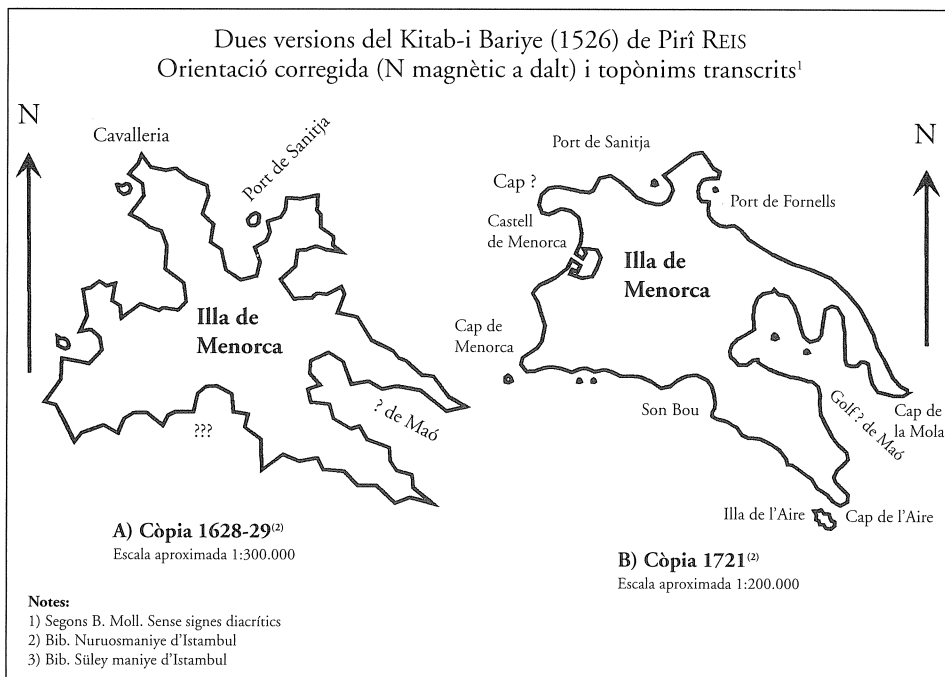 Dues versions del Kitab-i Bariye (1526) de Pirî REIS
Orientació corregida (N magnètic a dalt) i topònims transcrits¹
N
Cavalleria
Port de Sanitja
Illa de
Menorca
? de Maó
???
A) Còpia 1628-29⁽²⁾
Escala aproximada 1:300.000
N
Port de Sanitja
Cap ?
Port de Fornells
Castell
de Menorca
Illa de
Menorca
Cap de
Menorca
Son Bou
Golf ? de Maó
Cap de
la Mola
Illa de l'Aire
Cap de l'Aire
B) Còpia 1721⁽²⁾
Escala aproximada 1:200.000
Notes:
1) Segons B. Moll. Sense signes diacrítics
2) Bib. Nuruosmaniye d'Istambul
3) Bib. Süley maniye d'Istambul